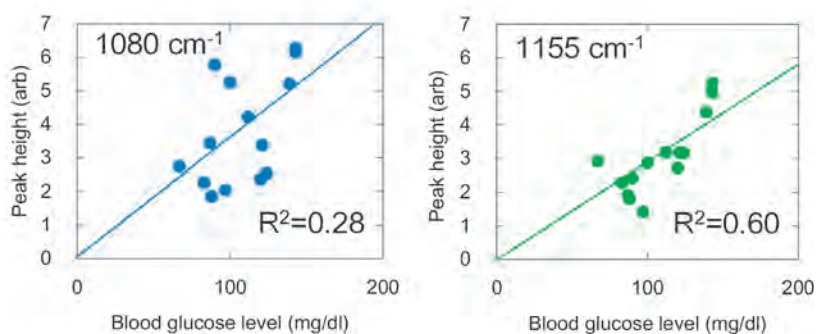 1080 cm-1
Peak height (arb)
7
6
5
4
3
2
1
0
R2=0.28
0
100
200
Blood glucose level (mg/dl)
1155 cm-1
Peak height (arb)
7
6
5
4
3
2
1
0
R2=0.60
0
100
200
Blood glucose level (mg/dl)